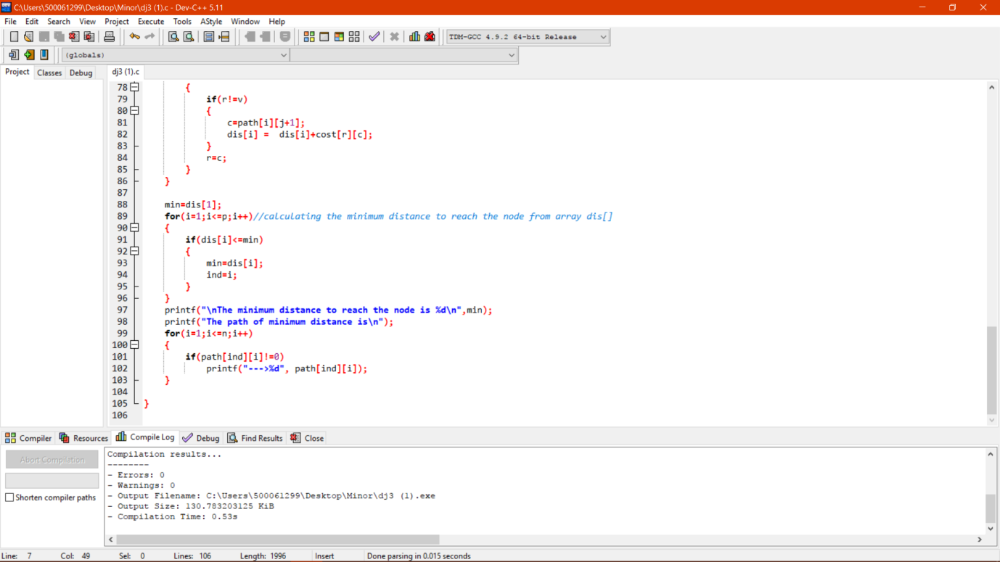 C:\Users\500061299\Desktop\Minor\dj3 (1).c - Dev-C++ 5.11
File Edit Search View Project Execute Tools AStyle Window Help
TDM-GCC 4.9.2 64-bit Release
(globals)
Project Classes Debug dj3 (1).c
78 {
79 if(r!=v)
80 {
81 c=path[i][j+1];
82 dis[i] =  dis[i]+cost[r][c];
83 }
84 r=c;
85 }
86 }
87
88 min=dis[1];
89 for(i=1;i<=p;i++)//calculating the minimum distance to reach the node from array dis[]
90 {
91 if(dis[i]<=min)
92 {
93 min=dis[i];
94 ind=i;
95 }
96 }
97 printf("\nThe minimum distance to reach the node is %d\n",min);
98 printf("The path of minimum distance is\n");
99 for(i=1;i<=n;i++)
100 {
101 if(path[ind][i]!=0)
102 printf("--->%d", path[ind][i]);
103 }
104
105 }
106
Compiler Resources Compile Log Debug Find Results Close
Abort Compilation
Shorten compiler paths
Compilation results...
--------
- Errors: 0
- Warnings: 0
- Output Filename: C:\Users\500061299\Desktop\Minor\dj3 (1).exe
- Output Size: 130.783203125 KiB
- Compilation Time: 0.53s
Line: 7 Col: 49 Sel: 0 Lines: 106 Length: 1996 Insert Done parsing in 0.015 seconds